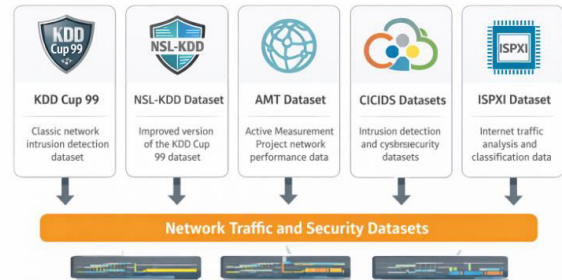 KDD
Cup 99
NSL-KDD
ISPXI
KDD Cup 99
NSL-KDD Dataset
AMT Dataset
CICIDS Datasets
ISPXI Dataset
Classic network
intrusion detection
dataset
Improved version
of the KDD Cup
99 dataset
Active Measurement
Project network
performance data
Intrusion detection
and cysbrsecurity
datasets
Internet traffic
analysis and
classification data
Network Traffic and Security Datasets